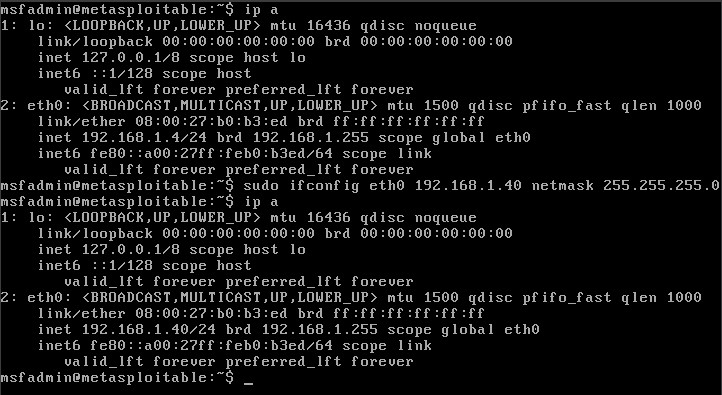 msfadmin@metasploitable:~$ ip a
1: lo: <LOOPBACK,UP,LOWER_UP> mtu 16436 qdisc noqueue
    link/loopback 00:00:00:00:00:00 brd 00:00:00:00:00:00
    inet 127.0.0.1/8 scope host lo
    inet6 ::1/128 scope host
       valid_lft forever preferred_lft forever
2: eth0: <BROADCAST,MULTICAST,UP,LOWER_UP> mtu 1500 qdisc pfifo_fast qlen 1000
    link/ether 08:00:27:b0:b3:ed brd ff:ff:ff:ff:ff:ff
    inet 192.168.1.4/24 brd 192.168.1.255 scope global eth0
    inet6 fe80::a00:27ff:feb0:b3ed/64 scope link
       valid_lft forever preferred_lft forever
msfadmin@metasploitable:~$ sudo ifconfig eth0 192.168.1.40 netmask 255.255.255.0
msfadmin@metasploitable:~$ ip a
1: lo: <LOOPBACK,UP,LOWER_UP> mtu 16436 qdisc noqueue
    link/loopback 00:00:00:00:00:00 brd 00:00:00:00:00:00
    inet 127.0.0.1/8 scope host lo
    inet6 ::1/128 scope host
       valid_lft forever preferred_lft forever
2: eth0: <BROADCAST,MULTICAST,UP,LOWER_UP> mtu 1500 qdisc pfifo_fast qlen 1000
    link/ether 08:00:27:b0:b3:ed brd ff:ff:ff:ff:ff:ff
    inet 192.168.1.40/24 brd 192.168.1.255 scope global eth0
    inet6 fe80::a00:27ff:feb0:b3ed/64 scope link
       valid_lft forever preferred_lft forever
msfadmin@metasploitable:~$ _